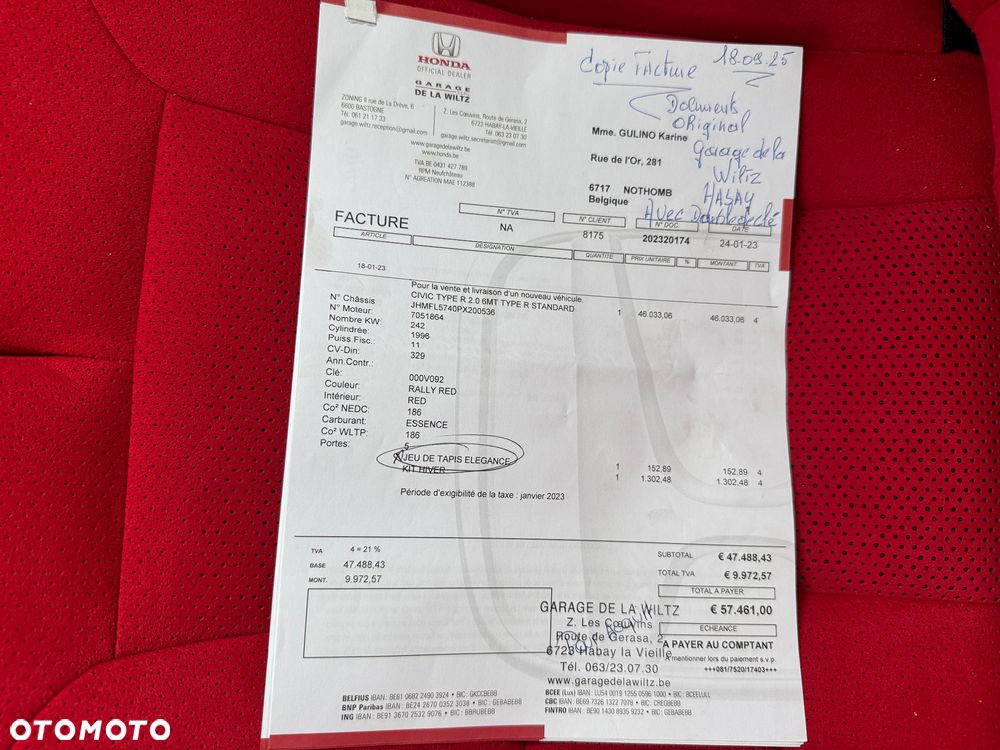 HONDA
OFFICIAL DEALER
GARAGE
DE LA WILTZ
ZONING II rue de La Drève, 6
6600 BASTOGNE
Tél. 061 21 17 33
garage.wiltz.reception@gmail.com
Z. Les Cœuvins, Route de Gerasa, 2
6723 HABAY-LA-VIEILLE
Tél. 063 23 07 30
garage.wiltz.secretariat@gmail.com
www.garagedelawiltz.be
www.honda.be
TVA BE 0431 427 789
RPM Neufchâteau
N° AGREATION MAE 112388
Copie Facture 18.09.25
Documents
Original
garage de la
Wiltz
HABAY
Avec Double de clé
Mme. GULINO Karine
Rue de l'Or, 281
6717 NOTHOMB
Belgique
FACTURE
N° TVA
NA
N° CLIENT
8175
N° DOC.
202320174
DATE
24-01-23
ARTICLE DESIGNATION QUANTITE PRIX UNITAIRE % MONTANT TVA
18-01-23
Pour la vente et livraison d'un nouveau véhicule.
CIVIC TYPE R 2.0 6MT TYPE R STANDARD 1 46.033,06 46.033,06 4
N° Châssis JHMFL5740PX200536
N° Moteur: 7051864
Nombre KW: 242
Cylindrée: 1996
Puiss.Fisc.: 11
CV-Din: 329
Ann.Contr.:
Clé: 000V092
Couleur: RALLY RED
Intérieur: RED
Co² NEDC: 186
Carburant: ESSENCE
Co² WLTP: 186
Portes: 5
JEU DE TAPIS ELEGANCE 1 152,89 152,89 4
KIT HIVER 1 1.302,48 1.302,48 4
Période d'exigibilité de la taxe : janvier 2023
TVA 4 = 21 %
BASE 47.488,43
MONT. 9.972,57
SUBTOTAL € 47.488,43
TOTAL TVA € 9.972,57
TOTAL A PAYER
€ 57.461,00
ECHEANCE
A PAYER AU COMPTANT
A mentionner lors du paiement s.v.p.
+++081/7520/17403+++
GARAGE DE LA WILTZ
Z. Les Cœuvins
Route de Gerasa, 2
6723 Habay la Vieille
Tél. 063/23.07.30
www.garagedelawiltz.be
BELFIUS IBAN : BE81 0682 2490 3924 • BIC : GKCCBEBB
BNP Paribas IBAN : BE24 2670 0352 3038 • BIC : GEBABEBB
ING IBAN : BE91 3670 2532 9076 • BIC : BBRUBEBB
BCEE (Lux) IBAN : LU54 0019 1255 0596 1000 • BIC : BCEELULL
CBC IBAN : BE69 7326 1322 7078 • BIC : CREGBEBB
FINTRO IBAN : BE90 1430 8935 9232 • BIC : GEBABEBB
OTOMOTO